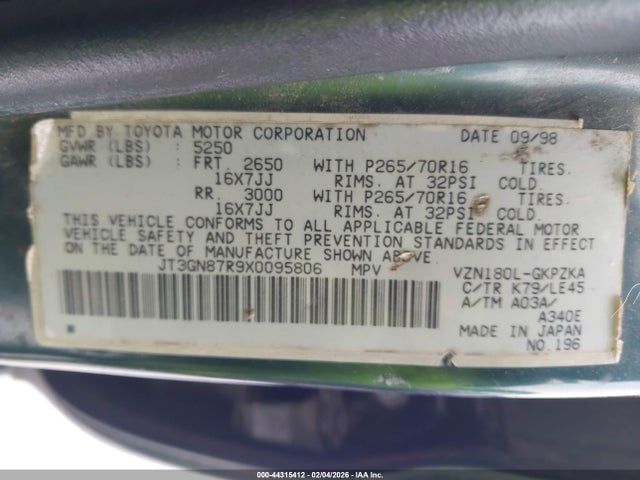 MFD BY TOYOTA MOTOR CORPORATION DATE 09/98
GVWR (LBS) : 5250
GAWR (LBS) : FRT. 2650 WITH P265/70R16 TIRES.
16X7JJ RIMS. AT 32PSI COLD.
RR. 3000 WITH P265/70R16 TIRES.
16X7JJ RIMS. AT 32PSI COLD.
THIS VEHICLE CONFORMS TO ALL APPLICABLE FEDERAL MOTOR
VEHICLE SAFETY AND THEFT PREVENTION STANDARDS IN EFFECT
ON THE DATE OF MANUFACTURE SHOWN ABOVE.
JT3GN87R9X0095806 MPV VZN180L-GKPZKA
C/TR K79/LE45
A/TM A03A/
A340E
MADE IN JAPAN
NO.196
000-44315412 - 02/04/2026 - IAAI, Inc.